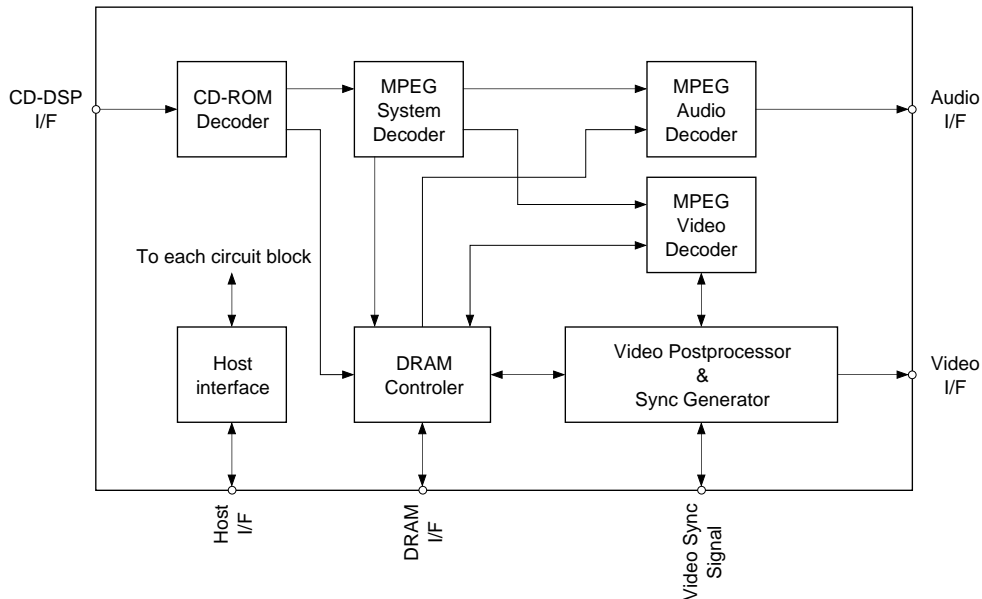 CD-DSP
I/F
CD-ROM
Decoder
MPEG
System
Decoder
MPEG
Audio
Decoder
Audio
I/F
MPEG
Video
Decoder
To each circuit block
Host
interface
DRAM
Controler
Video Postprocessor
&
Sync Generator
Video
I/F
Host
I/F
DRAM
I/F
Video Sync
Signal